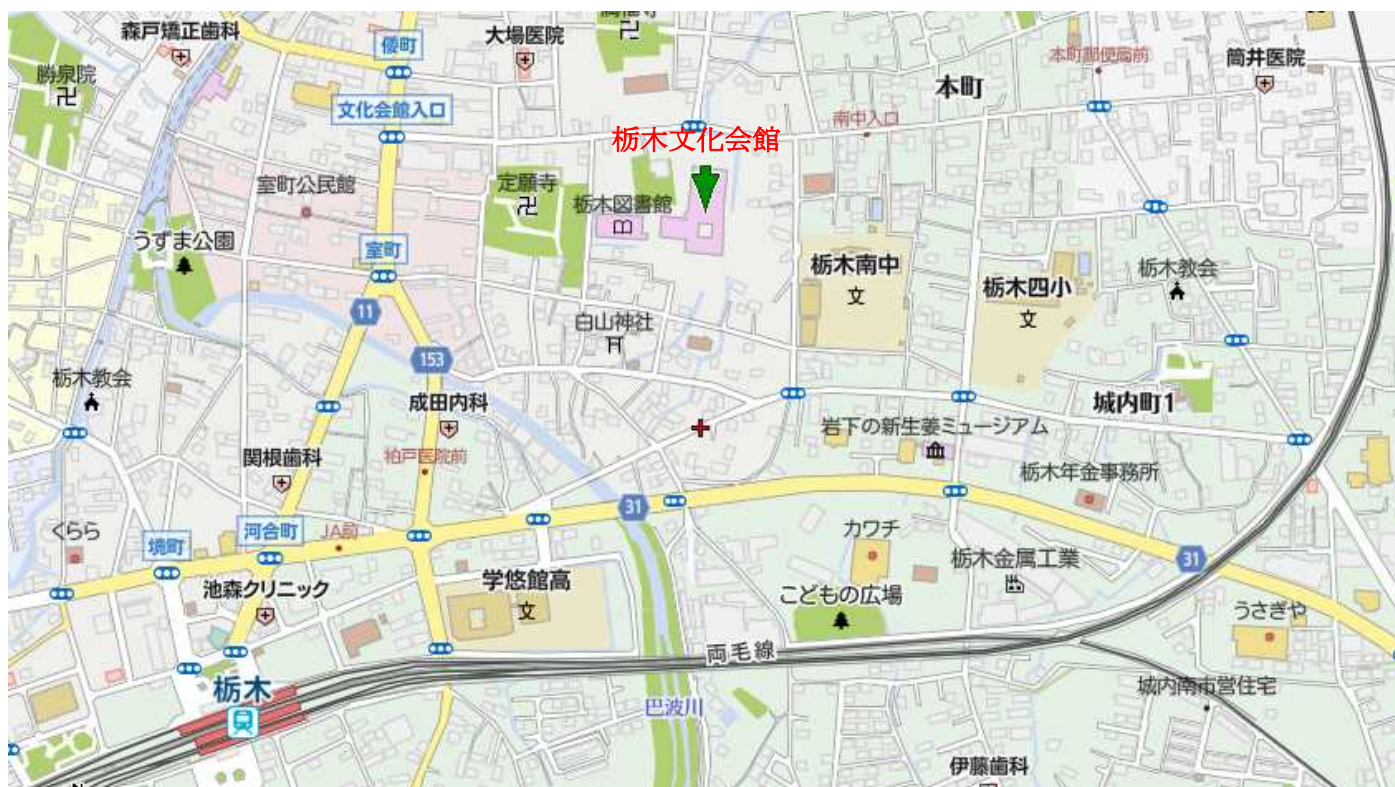 森戸矯正歯科
倭町
大場医院
本町郵便局前
筒井医院
勝泉院
本町
文化会館入口
南中入口
栃木文化会館
室町公民館
定願寺
栃木図書館
うずま公園
室町
栃木南中
文
栃木四小
文
栃木教会
11
白山神社
153
栃木教会
成田内科
城内町1
岩下の新生姜ミュージアム
関根歯科
柏戸医院前
栃木年金事務所
31
くらら
境町
河合町
JA前
カワチ
栃木金属工業
31
池森クリニック
学悠館高
文
こどもの広場
うさぎや
両毛線
栃木
巴波川
城内南市営住宅
伊藤歯科